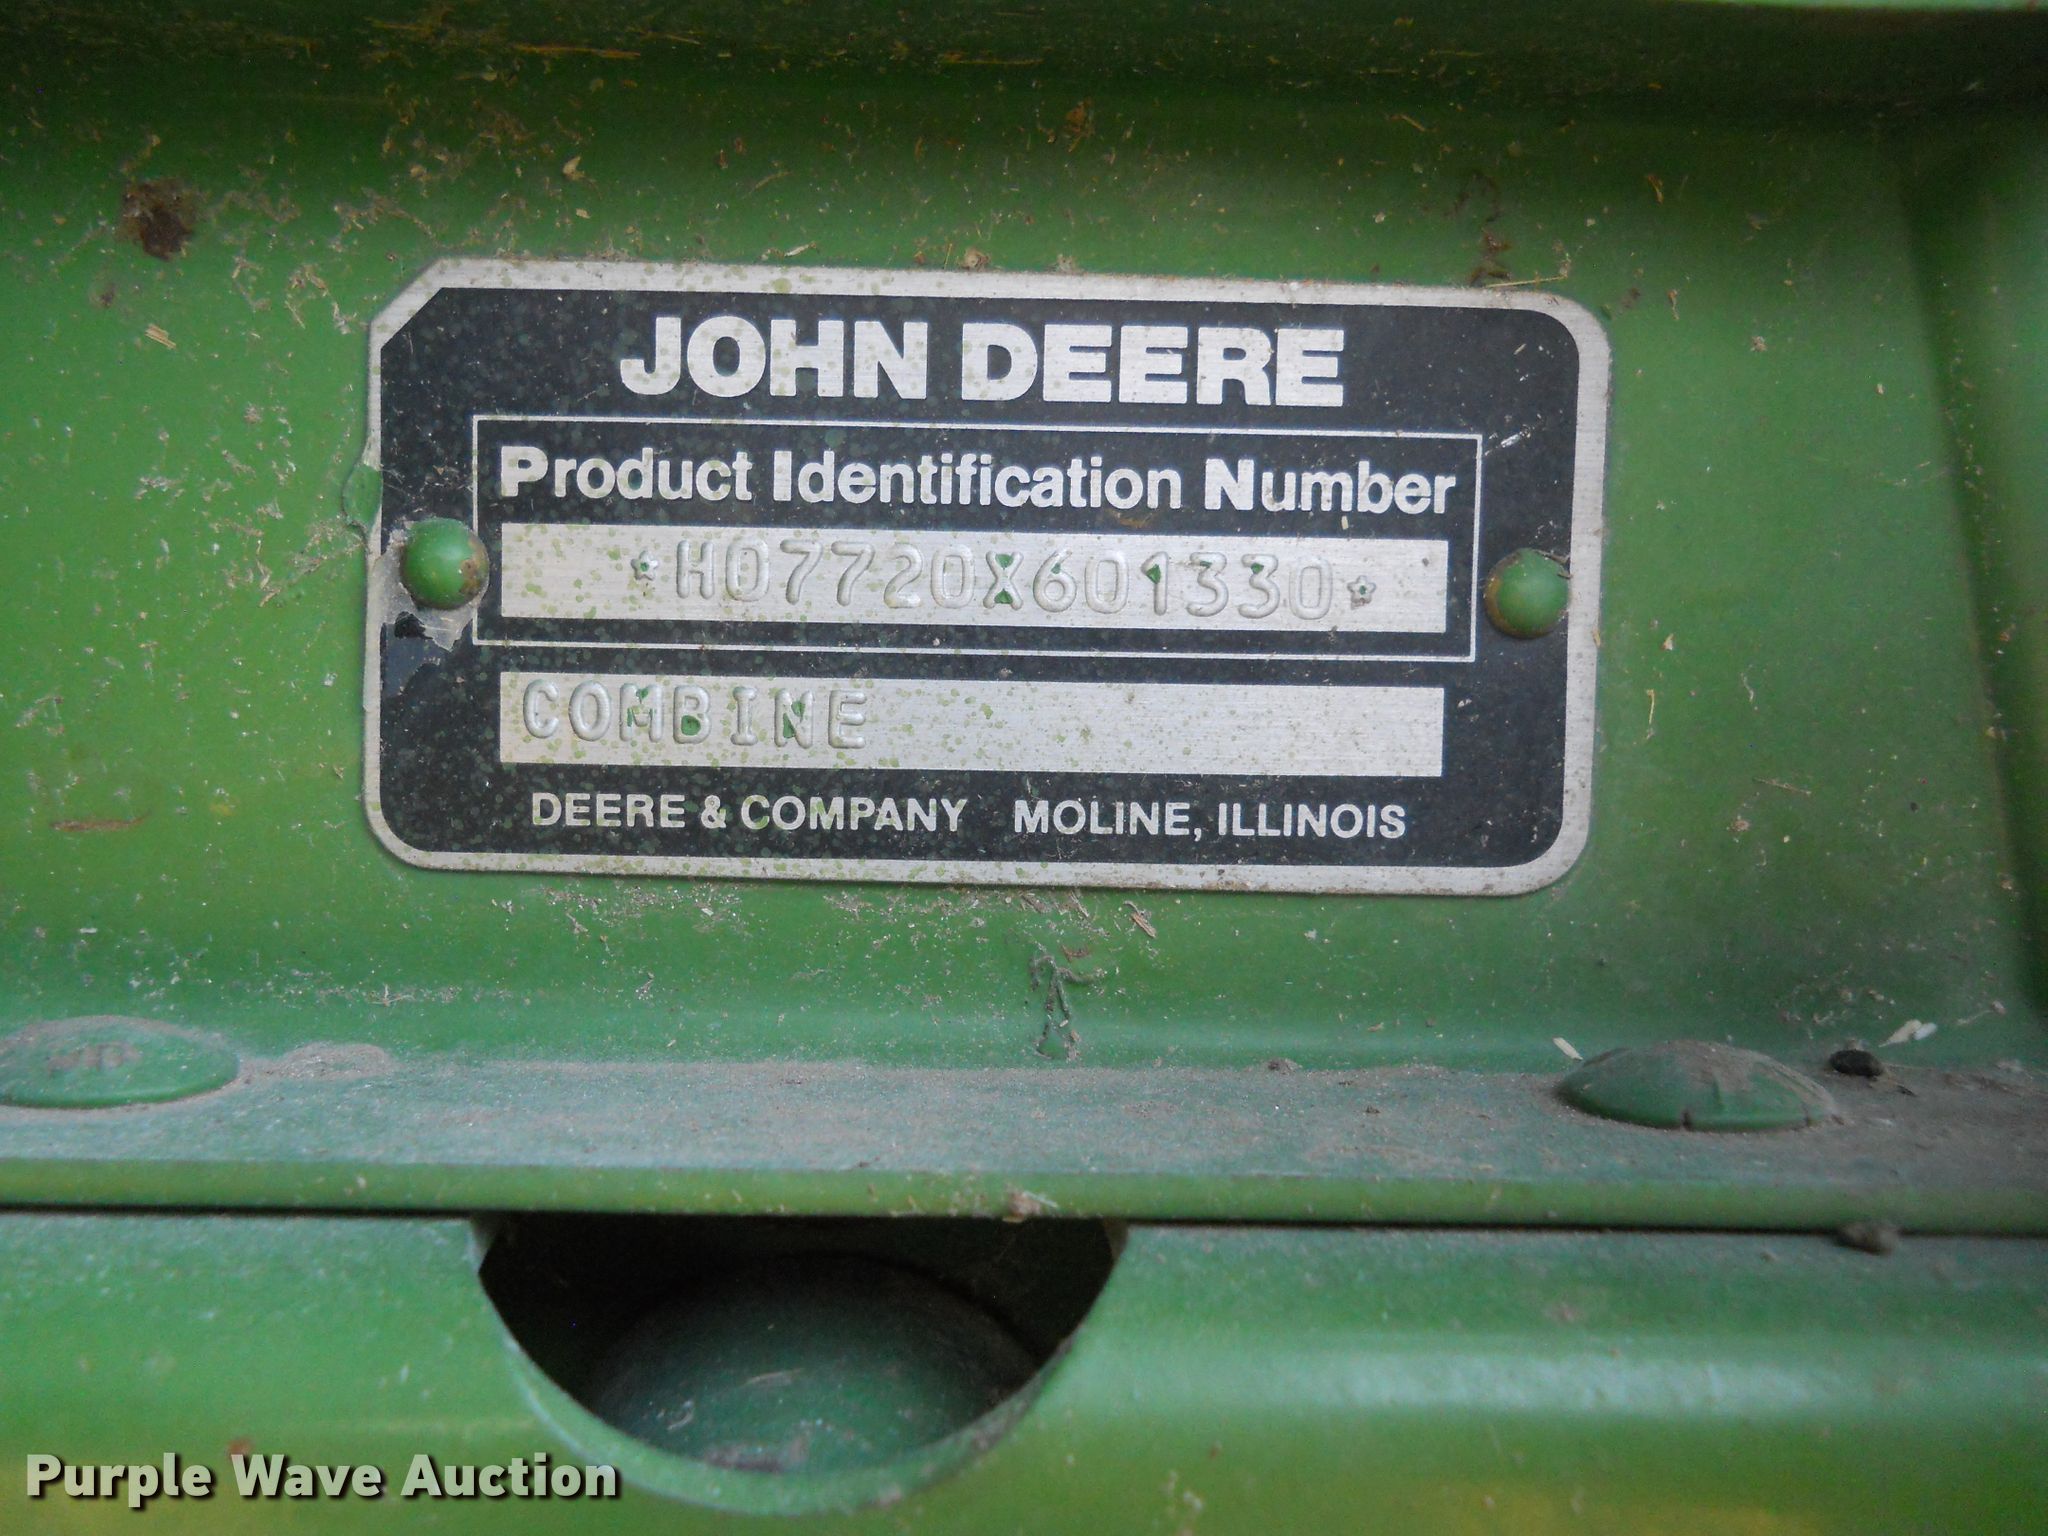 JOHN DEERE
Product Identification Number
*H07720X601330*
COMBINE
DEERE & COMPANY MOLINE, ILLINOIS
Purple Wave Auction